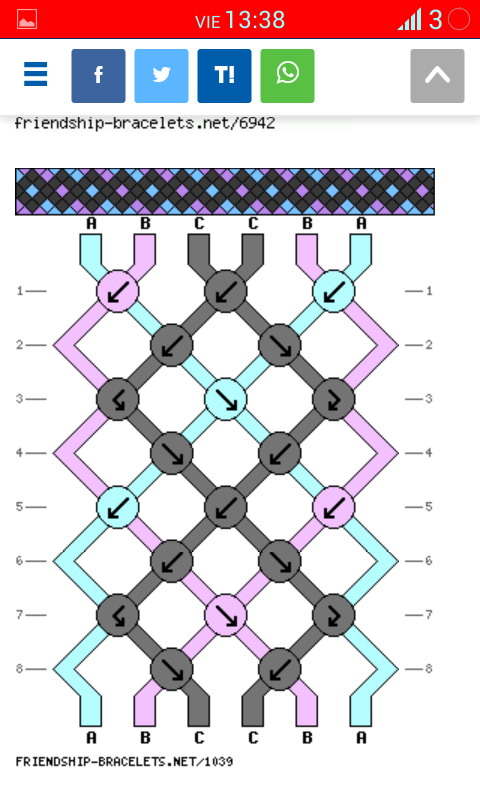 VIE 13:38 3
f T!
friendship-bracelets.net/6942
A B C C B A
1 1
2 2
3 3
4 4
5 5
6 6
7 7
8 8
A B C C B A
FRIENDSHIP-BRACELETS.NET/1039